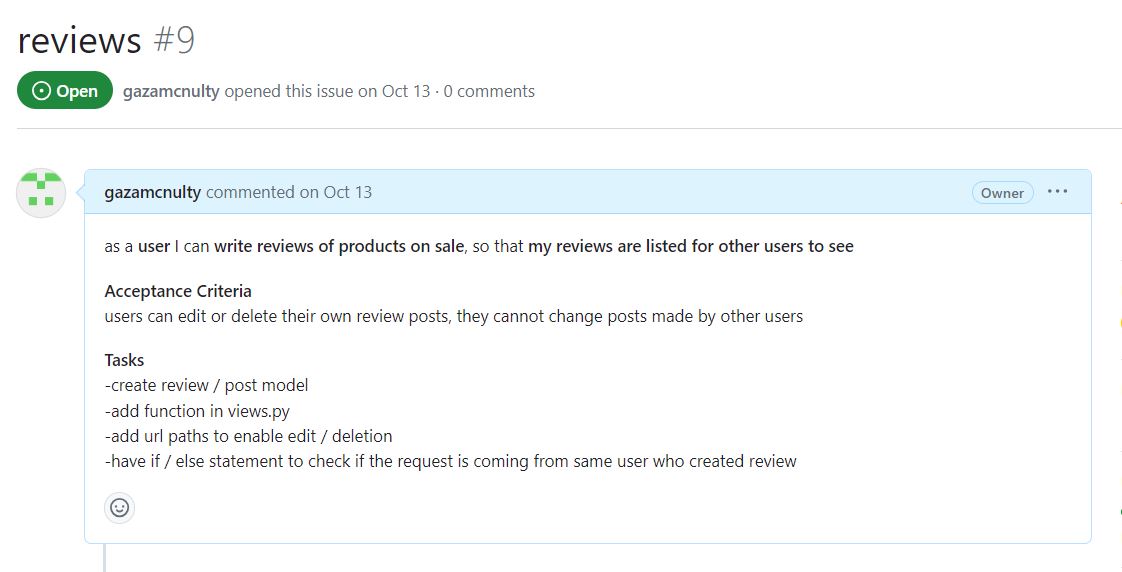 reviews #9
Open gazamcnulty opened this issue on Oct 13 · 0 comments
gazamcnulty commented on Oct 13 Owner
as a user I can write reviews of products on sale, so that my reviews are listed for other users to see
Acceptance Criteria
users can edit or delete their own review posts, they cannot change posts made by other users
Tasks
-create review / post model
-add function in views.py
-add url paths to enable edit / deletion
-have if / else statement to check if the request is coming from same user who created review